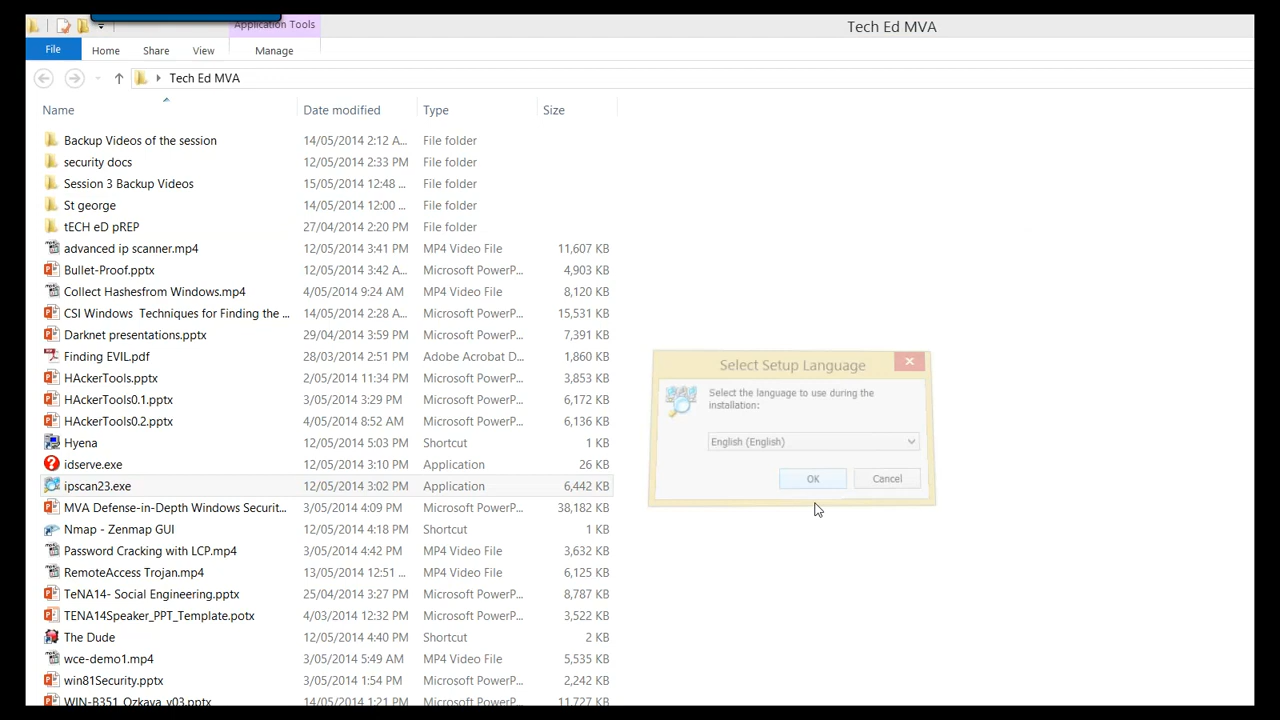 Application Tools
Tech Ed MVA
File Home Share View Manage
Tech Ed MVA
Name Date modified Type Size
Backup Videos of the session 14/05/2014 2:12 A... File folder
security docs 12/05/2014 2:33 PM File folder
Session 3 Backup Videos 15/05/2014 12:48 ... File folder
St george 14/05/2014 12:00 ... File folder
tECH eD pREP 27/04/2014 2:20 PM File folder
advanced ip scanner.mp4 12/05/2014 3:41 PM MP4 Video File 11,607 KB
Bullet-Proof.pptx 12/05/2014 3:42 A... Microsoft PowerP... 4,903 KB
Collect Hashesfrom Windows.mp4 4/05/2014 9:24 AM MP4 Video File 8,120 KB
CSI Windows Techniques for Finding the ... 14/05/2014 2:28 A... Microsoft PowerP... 15,531 KB
Darknet presentations.pptx 29/04/2014 3:59 PM Microsoft PowerP... 7,391 KB
Finding EVIL.pdf 28/03/2014 2:51 PM Adobe Acrobat D... 1,860 KB
HAckerTools.pptx 2/05/2014 11:34 PM Microsoft PowerP... 3,853 KB
HAckerTools0.1.pptx 3/05/2014 3:29 PM Microsoft PowerP... 6,172 KB
HAckerTools0.2.pptx 4/05/2014 8:52 AM Microsoft PowerP... 6,136 KB
Hyena 12/05/2014 5:03 PM Shortcut 1 KB
idserve.exe 12/05/2014 3:10 PM Application 26 KB
ipscan23.exe 12/05/2014 3:02 PM Application 6,442 KB
MVA Defense-in-Depth Windows Securit... 3/05/2014 4:09 PM Microsoft PowerP... 38,182 KB
Nmap - Zenmap GUI 12/05/2014 4:18 PM Shortcut 1 KB
Password Cracking with LCP.mp4 3/05/2014 4:42 PM MP4 Video File 3,632 KB
RemoteAccess Trojan.mp4 13/05/2014 12:51 ... MP4 Video File 6,125 KB
TeNA14- Social Engineering.pptx 25/04/2014 3:27 PM Microsoft PowerP... 8,787 KB
TENA14Speaker_PPT_Template.potx 4/03/2014 12:32 PM Microsoft PowerP... 3,522 KB
The Dude 12/05/2014 4:40 PM Shortcut 2 KB
wce-demo1.mp4 3/05/2014 5:49 AM MP4 Video File 5,535 KB
win81Security.pptx 3/05/2014 1:54 PM Microsoft PowerP... 2,242 KB
WIN-B351_Ozkaya_v03.pptx 14/05/2014 1:21 PM Microsoft PowerP... 11,727 KB
Select Setup Language
Select the language to use during the
installation:
English (English)
OK Cancel